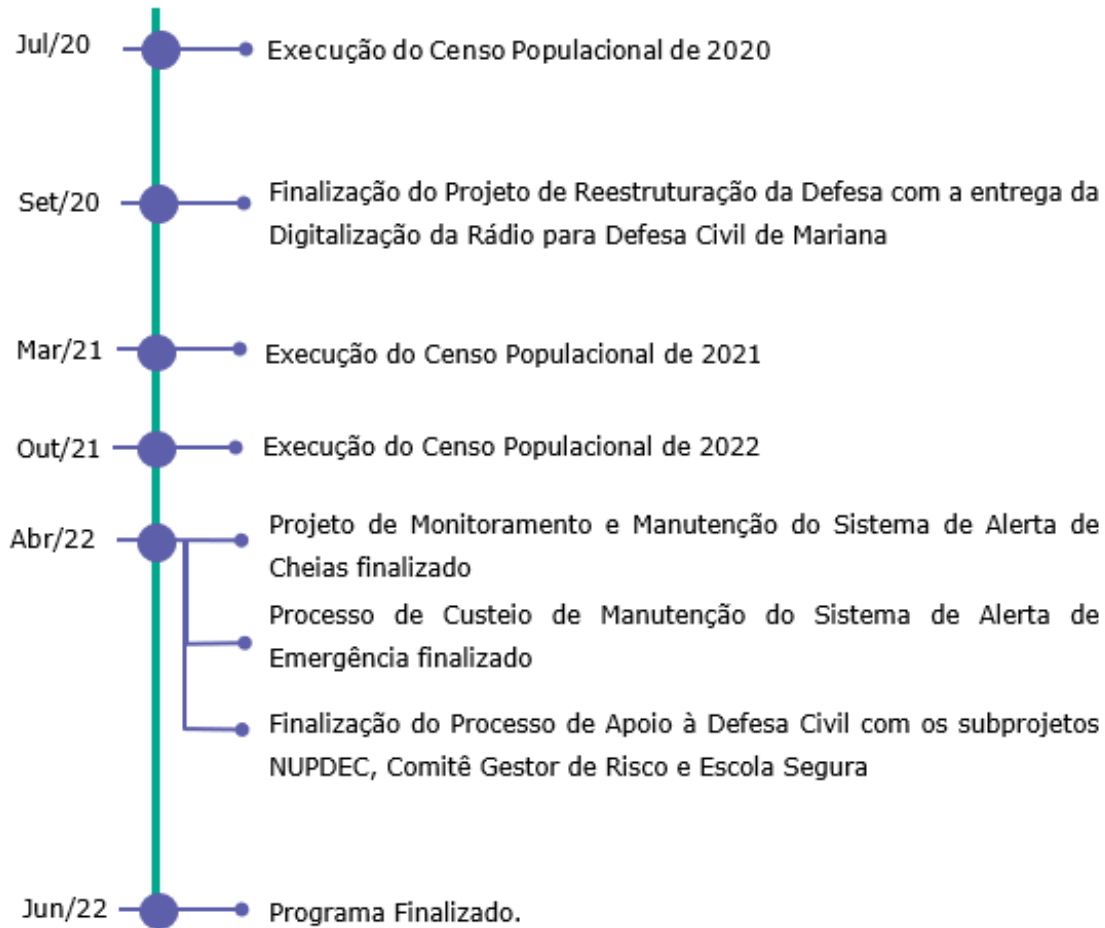 Jul/20
Execução do Censo Populacional de 2020
Set/20
Finalização do Projeto de Reestruturação da Defesa com a entrega da
Digitalização da Rádio para Defesa Civil de Mariana
Mar/21
Execução do Censo Populacional de 2021
Out/21
Execução do Censo Populacional de 2022
Abr/22
Projeto de Monitoramento e Manutenção do Sistema de Alerta de
Cheias finalizado
Processo de Custeio de Manutenção do Sistema de Alerta de
Emergência finalizado
Finalização do Processo de Apoio à Defesa Civil com os subprojetos
NUPDEC, Comitê Gestor de Risco e Escola Segura
Jun/22
Programa Finalizado.